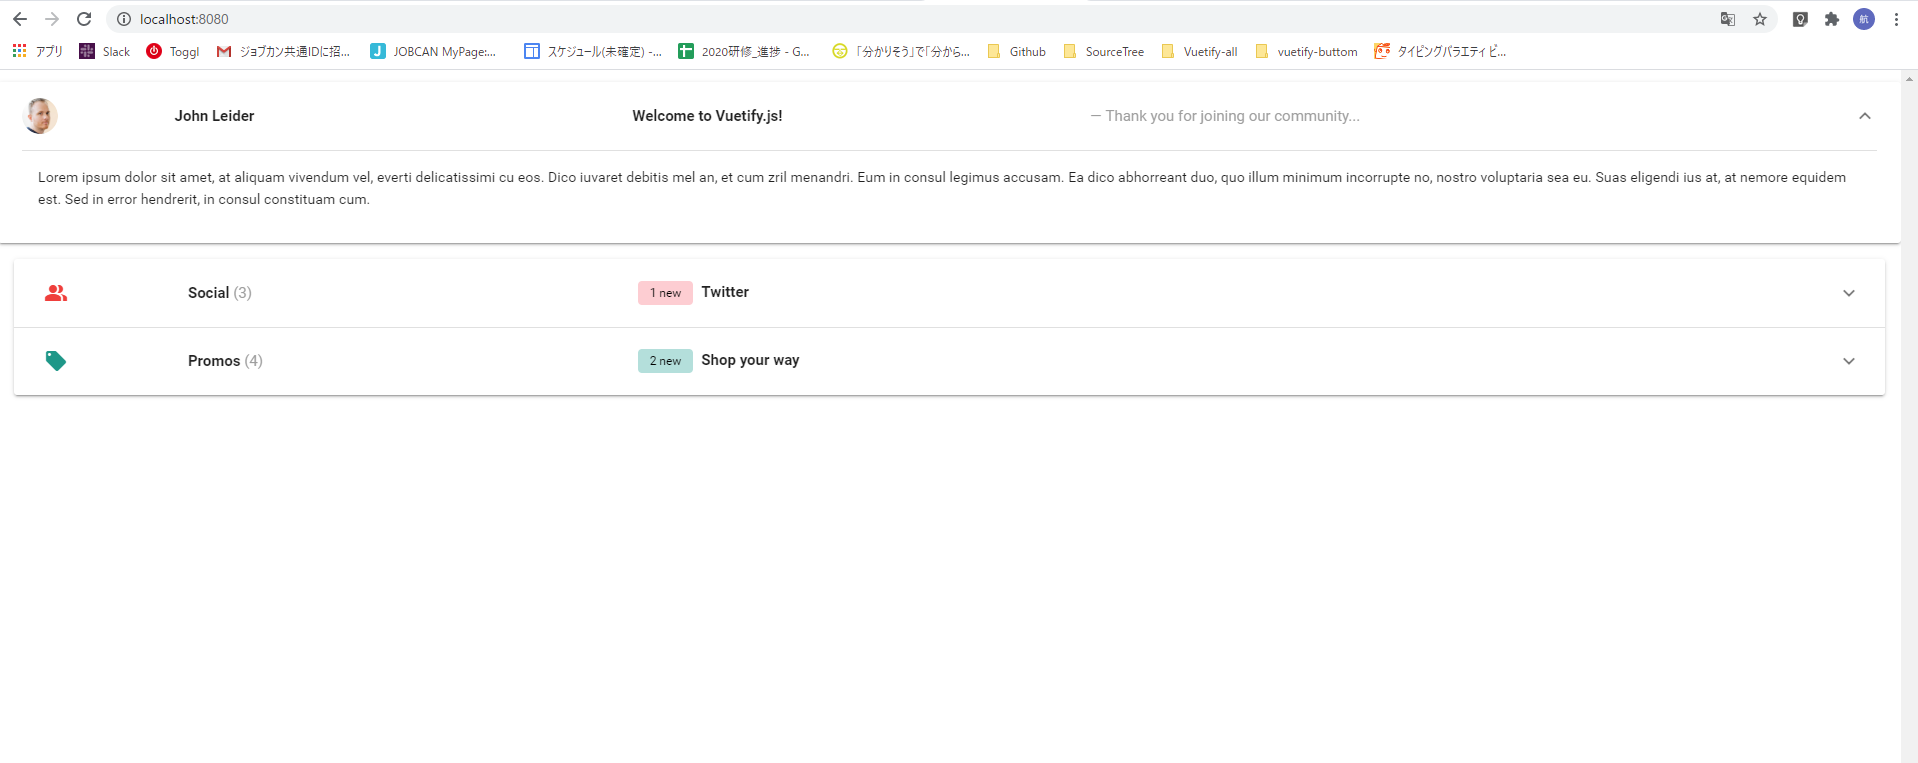 localhost:8080
航
アプリ Slack Toggl ジョブカン共通IDに招... JOBCAN MyPage:... スケジュール(未確定) -... 2020研修_進捗 - G... 「分かりそう」で「分から... Github SourceTree Vuetify-all vuetify-buttom タイピングバラエティ ビ...
John Leider Welcome to Vuetify.js! — Thank you for joining our community...
Lorem ipsum dolor sit amet, at aliquam vivendum vel, everti delicatissimi cu eos. Dico iuvaret debitis mel an, et cum zril menandri. Eum in consul legimus accusam. Ea dico abhorreant duo, quo illum minimum incorrupte no, nostro voluptaria sea eu. Suas eligendi ius at, at nemore equidem
est. Sed in error hendrerit, in consul constituam cum.
Social (3) 1 new Twitter
Promos (4) 2 new Shop your way